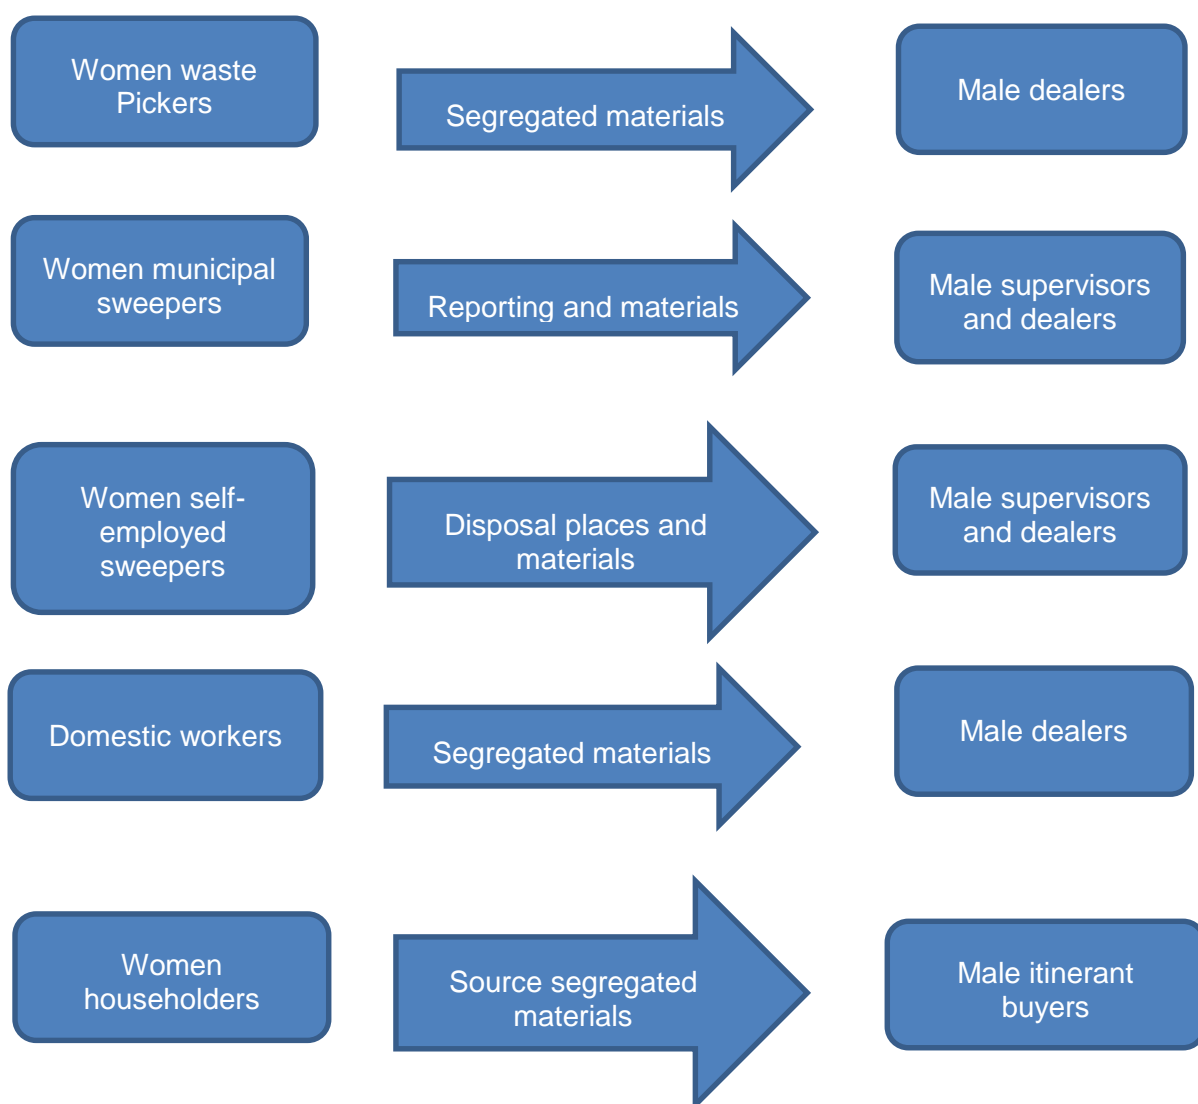 Women waste
Pickers
Segregated materials
Male dealers
Women municipal
sweepers
Reporting and materials
Male supervisors
and dealers
Women self-
employed
sweepers
Disposal places and
materials
Male supervisors
and dealers
Domestic workers
Segregated materials
Male dealers
Women
householders
Source segregated
materials
Male itinerant
buyers